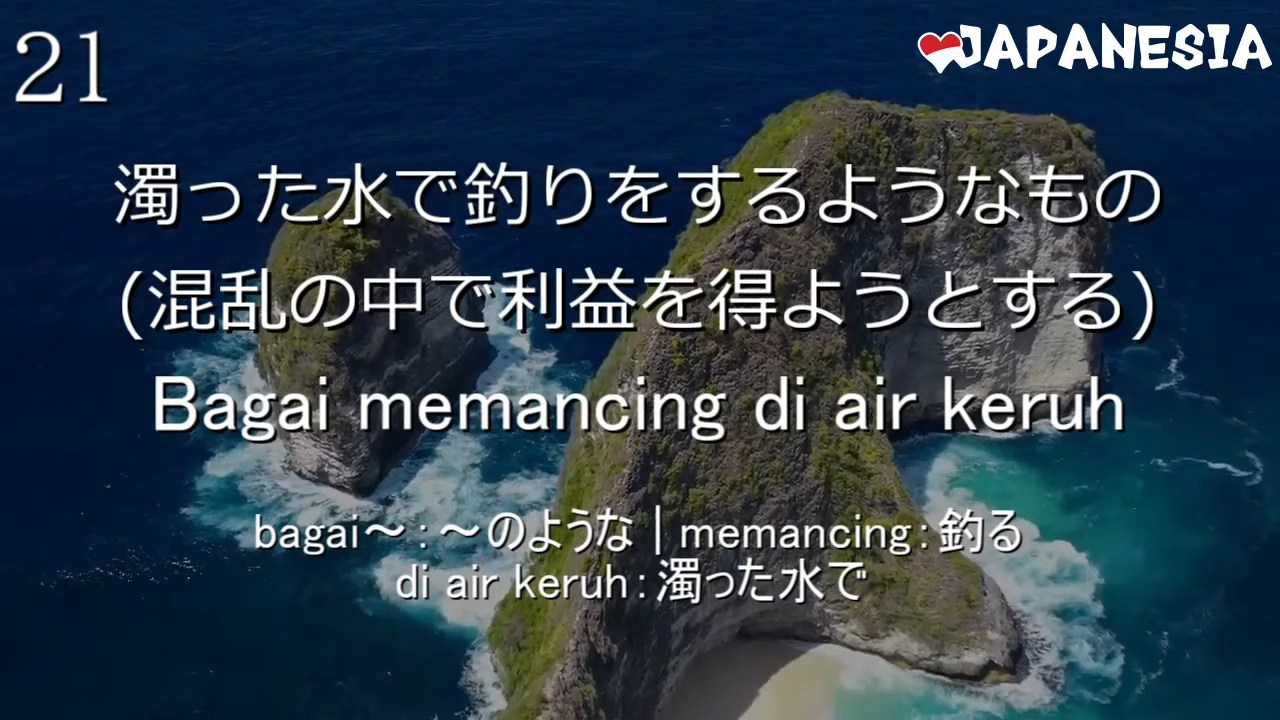 21
JAPANESIA
濁った水で釣りをするようなもの
(混乱の中で利益を得ようとする)
Bagai memancing di air keruh
bagai～：～のような | memancing：釣る
di air keruh：濁った水で